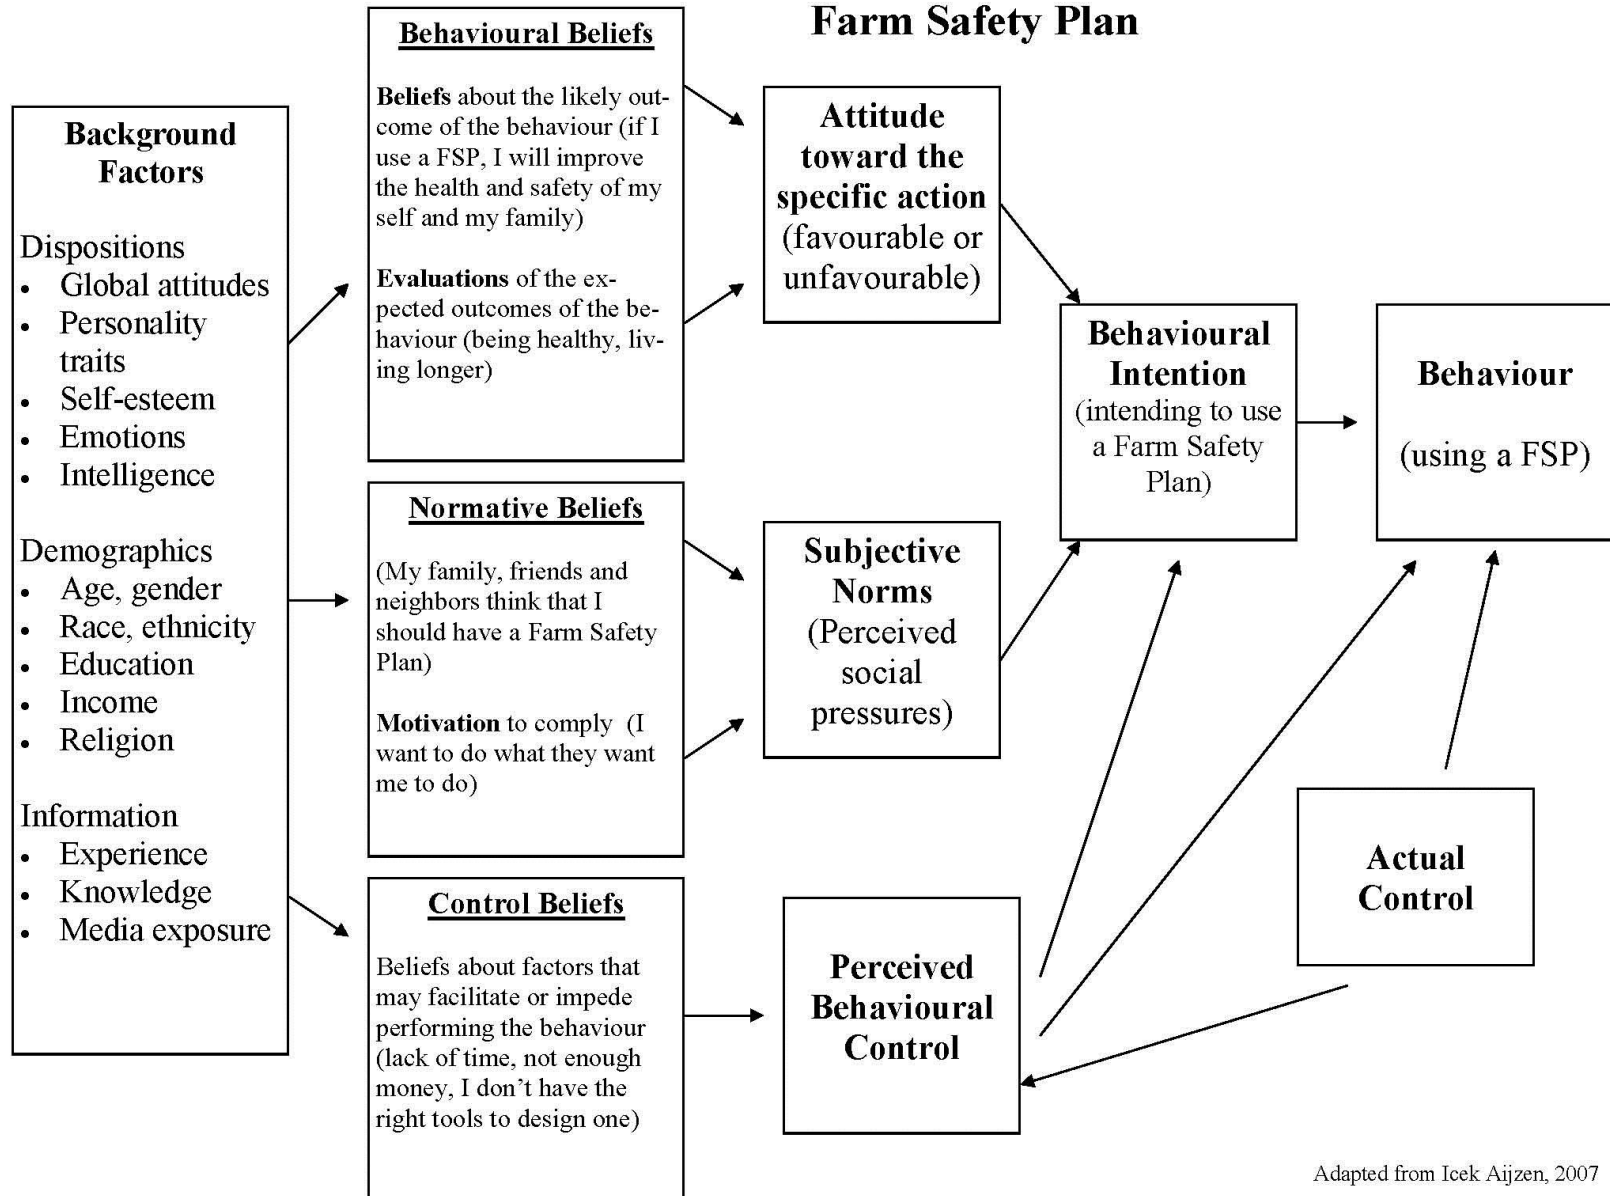 Farm Safety Plan
Background
Factors
Dispositions
• Global attitudes
• Personality
traits
• Self-esteem
• Emotions
• Intelligence
Demographics
• Age, gender
• Race, ethnicity
• Education
• Income
• Religion
Information
• Experience
• Knowledge
• Media exposure
Behavioural Beliefs
Beliefs about the likely out-
come of the behaviour (if I
use a FSP, I will improve
the health and safety of my
self and my family)
Evaluations of the ex-
pected outcomes of the be-
haviour (being healthy, liv-
ing longer)
Normative Beliefs
(My family, friends and
neighbors think that I
should have a Farm Safety
Plan)
Motivation to comply (I
want to do what they want
me to do)
Control Beliefs
Beliefs about factors that
may facilitate or impede
performing the behaviour
(lack of time, not enough
money, I don’t have the
right tools to design one)
Attitude
toward the
specific action
(favourable or
unfavourable)
Subjective
Norms
(Perceived
social
pressures)
Perceived
Behavioural
Control
Behavioural
Intention
(intending to use
a Farm Safety
Plan)
Behaviour
(using a FSP)
Actual
Control
Adapted from Icek Aijzen, 2007